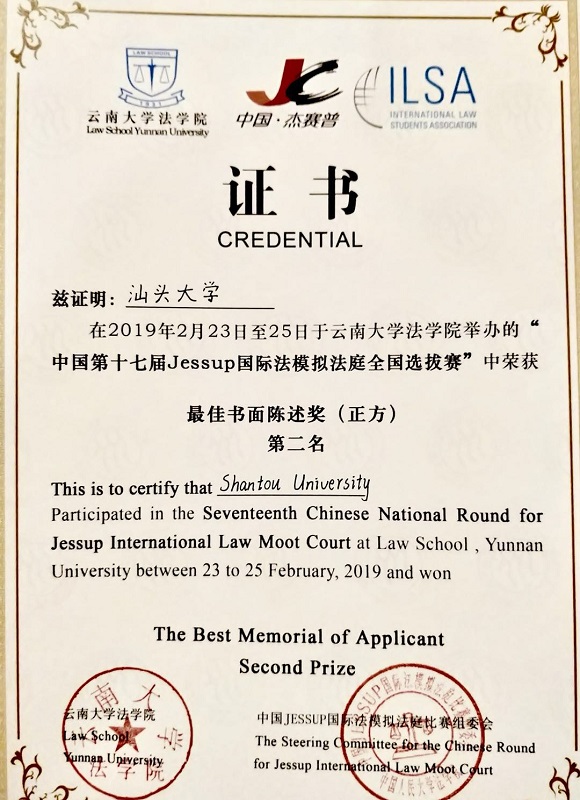 LAW SCHOOL
1923
云南大学法学院
Law School Yunnan University
JC
中国·杰赛普
ILSA
INTERNATIONAL LAW
STUDENTS ASSOCIATION
证书
CREDENTIAL
兹证明：汕头大学
在2019年2月23日至25日于云南大学法学院举办的“
中国第十七届Jessup国际法模拟法庭全国选拔赛”中荣获
最佳书面陈述奖（正方）
第二名
This is to certify that Shantou University
Participated in the Seventeenth Chinese National Round for
Jessup International Law Moot Court at Law School , Yunnan
University between 23 to 25 February, 2019 and won
The Best Memorial of Applicant
Second Prize
云南大学法学院
Law School
Yunnan University
中国JESSUP国际法模拟法庭比赛组委会
The Steering Committee for the Chinese Round
for Jessup International Law Moot Court